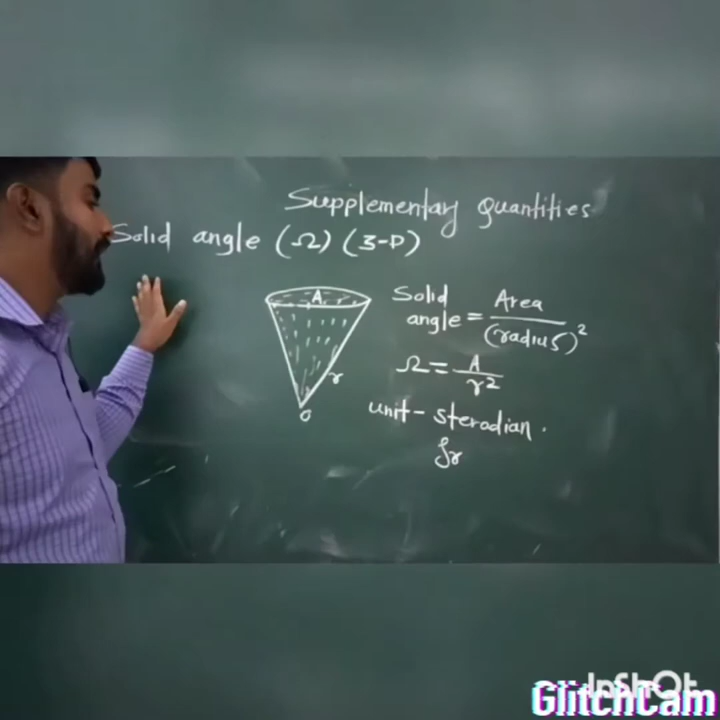 Supplementary Quantities
Solid angle (Ω) (3-D)
A
r
O
Solid angle = Area / (radius)²
Ω = A / r²
unit - steradian.
Sr
InShOt
GlitchCam